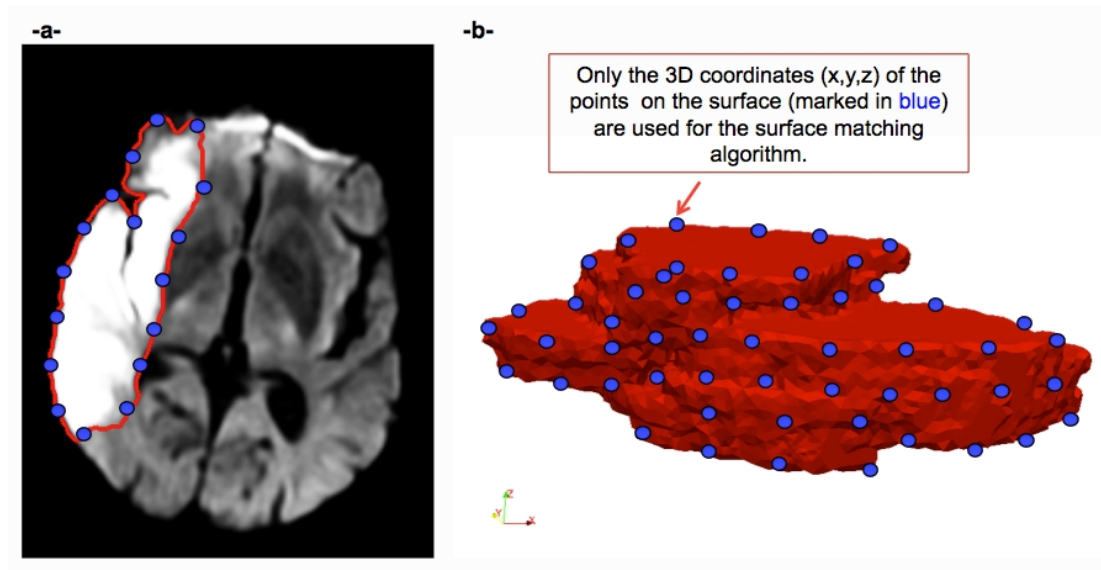 -a-
-b-
Only the 3D coordinates (x,y,z) of the
points on the surface (marked in blue)
are used for the surface matching
algorithm.
Z
Y
X